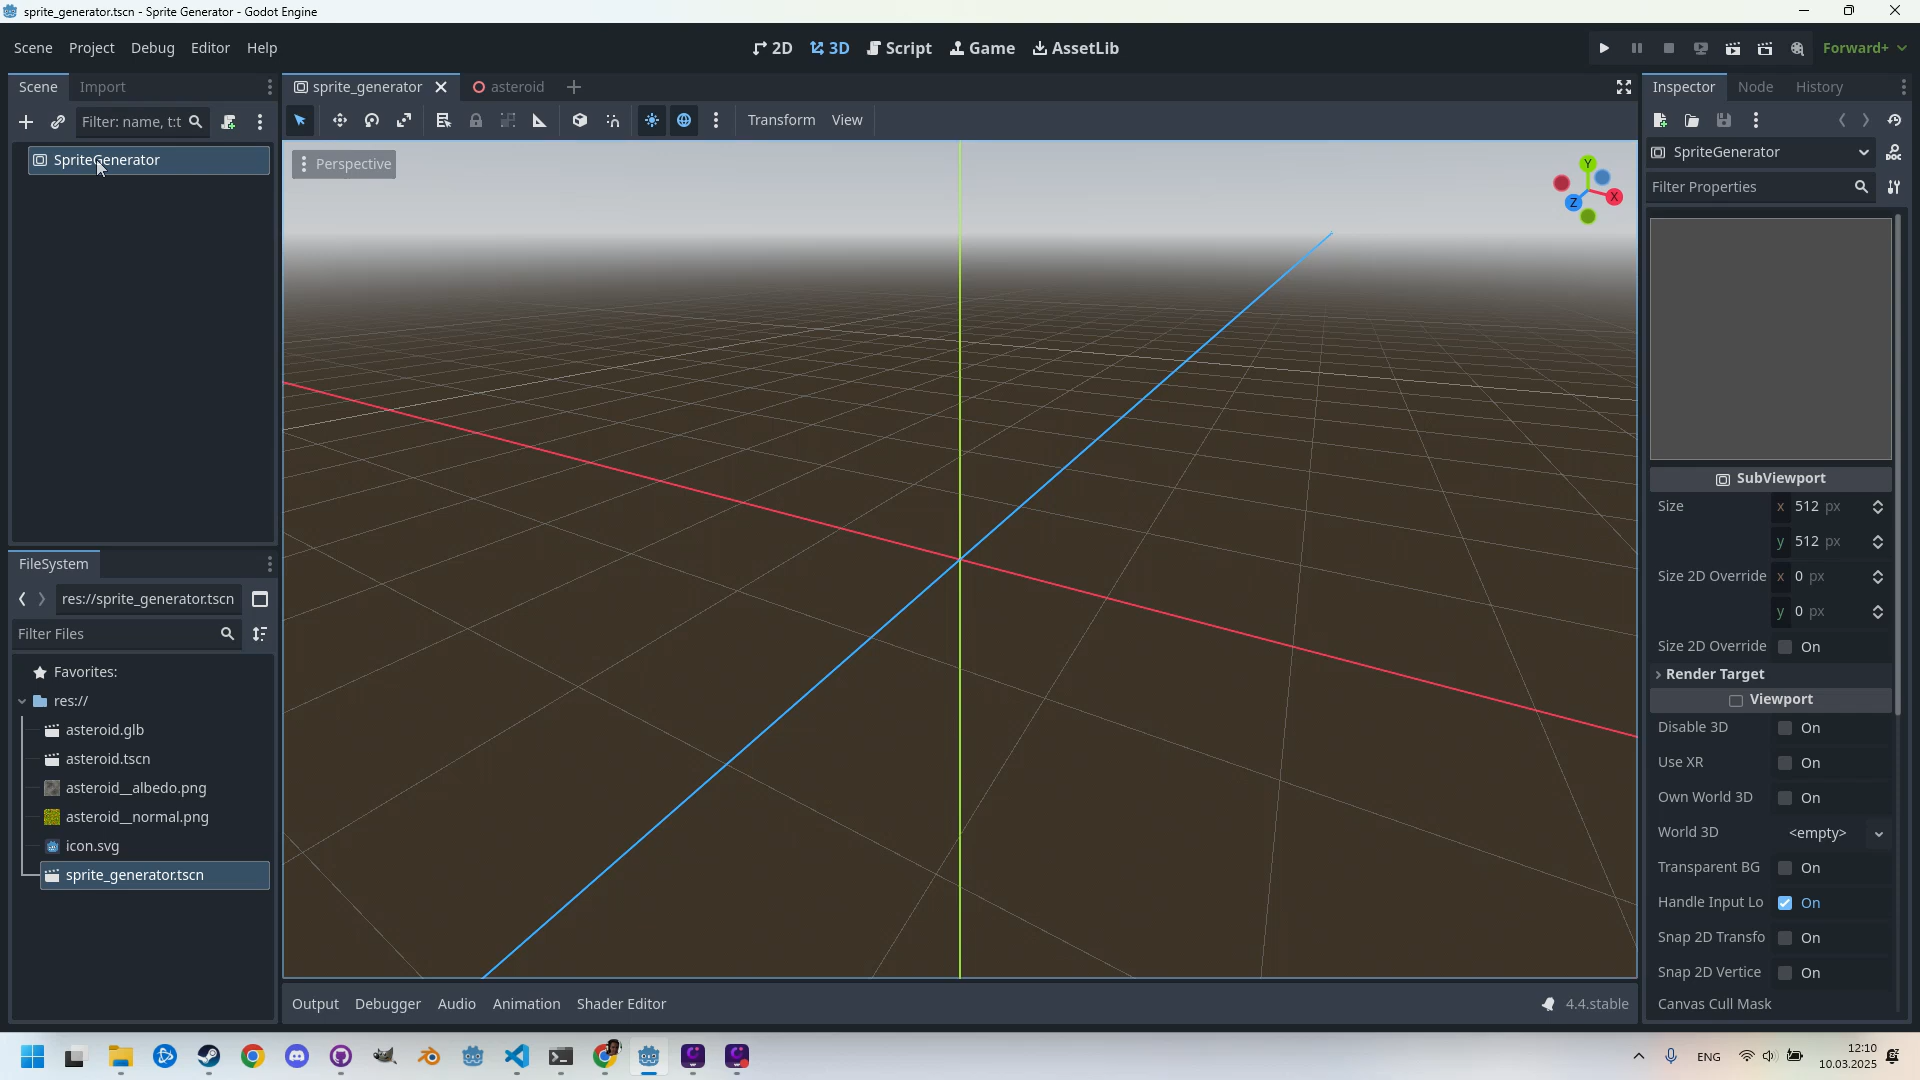 sprite_generator.tscn - Sprite Generator - Godot Engine
Scene Project Debug Editor Help
2D 3D Script Game AssetLib
Forward+
Scene Import
sprite_generator asteroid
Inspector Node History
Filter: name, t:t
Transform View
SpriteGenerator
Perspective
Y
X
Z
SpriteGenerator
DOC
Filter Properties
SubViewport
Size x 512 px
y 512 px
Size 2D Override x 0 px
y 0 px
Size 2D Override On
Render Target
Viewport
Disable 3D On
Use XR On
Own World 3D On
World 3D <empty>
Transparent BG On
Handle Input Lo On
Snap 2D Transfo On
Snap 2D Vertice On
Canvas Cull Mask
FileSystem
res://sprite_generator.tscn
Filter Files
Favorites:
res://
asteroid.glb
asteroid.tscn
asteroid__albedo.png
asteroid__normal.png
icon.svg
sprite_generator.tscn
Output Debugger Audio Animation Shader Editor
4.4.stable
ENG
12:10
10.03.2025